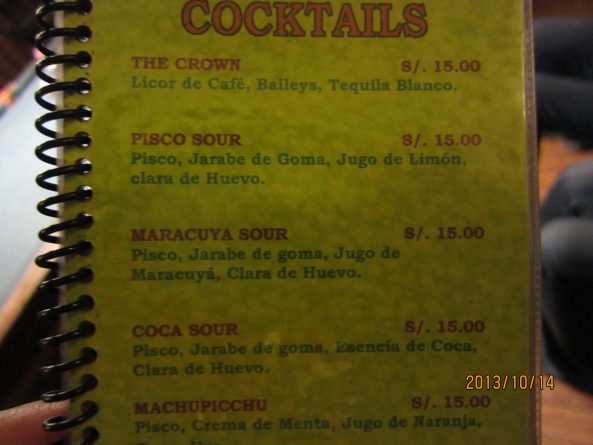 COCKTAILS
THE CROWN S/. 15.00
Licor de Café, Baileys, Tequila Blanco.
PISCO SOUR S/. 15.00
Pisco, Jarabe de Goma, Jugo de Limón,
clara de Huevo.
MARACUYA SOUR S/. 15.00
Pisco, Jarabe de goma, Jugo de
Maracuyá, Clara de Huevo.
COCA SOUR S/. 15.00
Pisco, Jarabe de goma, Esencia de Coca,
Clara de Huevo.
MACHUPICCHU S/. 15.00
Pisco, Crema de Menta, Jugo de Naranja,
2013/10/14